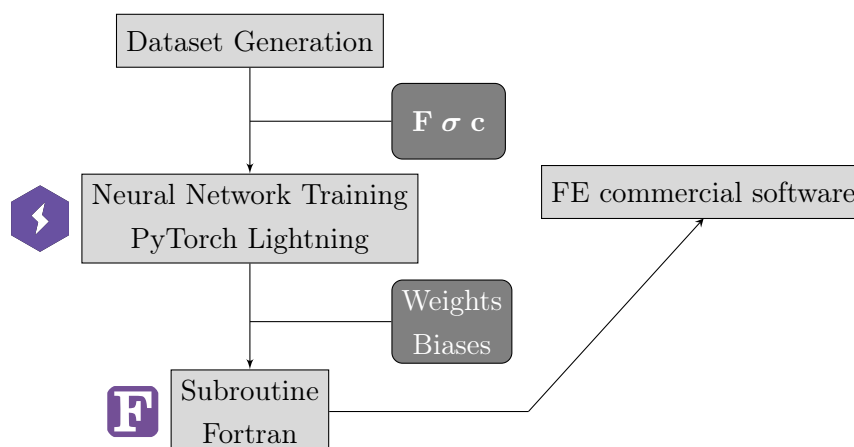 Dataset Generation
F σ c
Neural Network Training
PyTorch Lightning
FE commercial software
Weights
Biases
F
Subroutine
Fortran